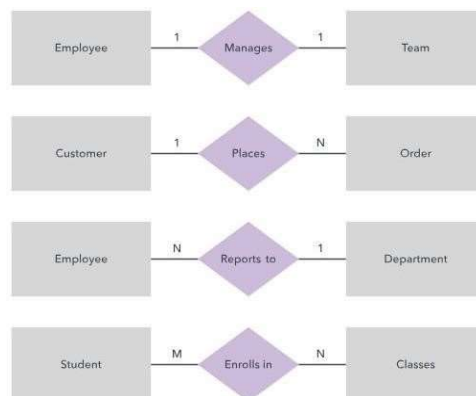 1 1
Employee Manages Team
1 N
Customer Places Order
N 1
Employee Reports to Department
M N
Student Enrolls in Classes